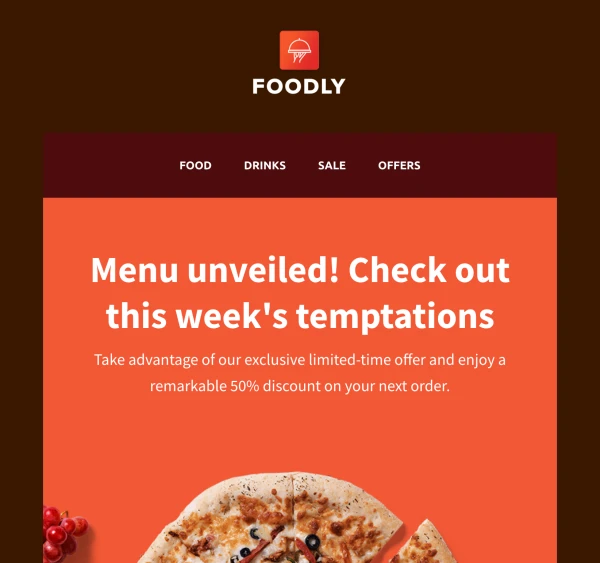 FOODLY
FOOD DRINKS SALE OFFERS
Menu unveiled! Check out
this week's temptations
Take advantage of our exclusive limited-time offer and enjoy a
remarkable 50% discount on your next order.